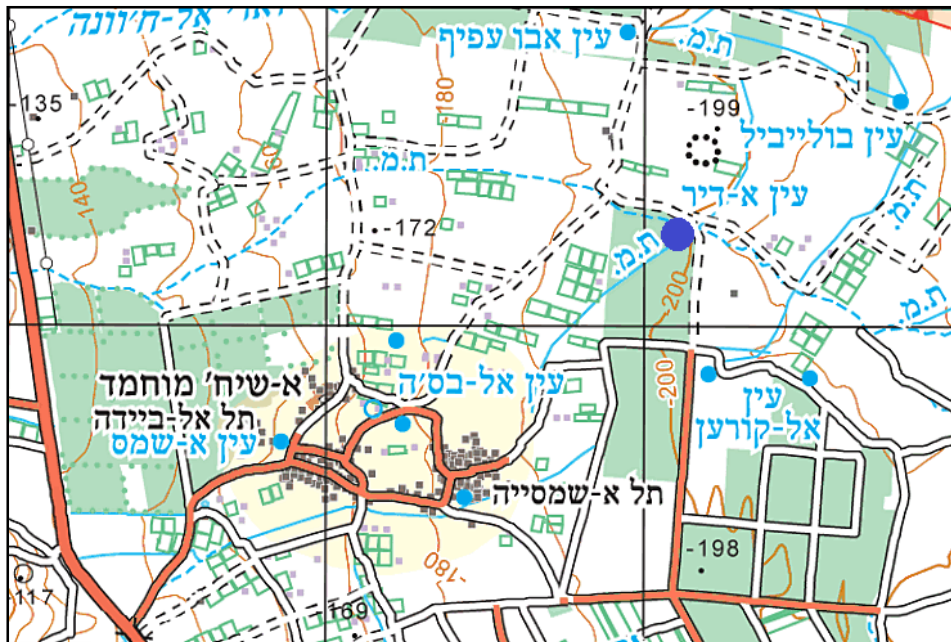 ואדי אל-ח'וונה
עין אבו עפיף
ת.מ.
-135
-180
-199
עין בולייביל
ת.מ.
עין א-דיר
140
-172
ת.מ.
ת.מ.
-200
ת.מ.
א-שיח' מוחמד
תל אל-ביידה
עין א-שמס
עין אל-בס'ה
-200
עין
אל-קורען
תל א-שמסייה
-198
-180
-169
117